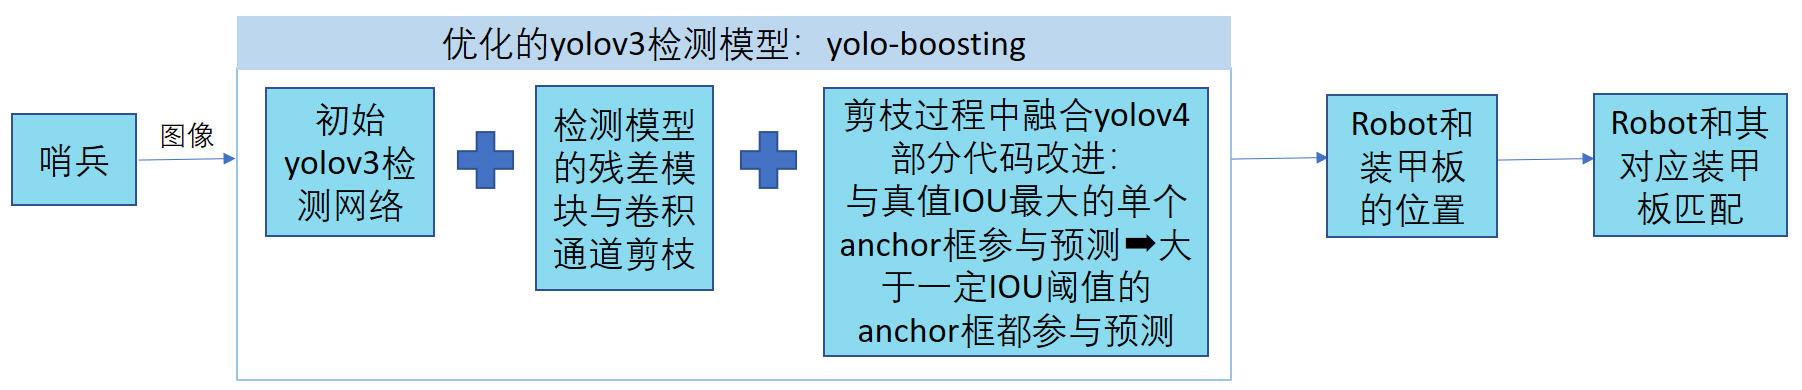 优化的yolov3检测模型：yolo-boosting
哨兵
图像
初始
yolov3检
测网络
检测模型
的残差模
块与卷积
通道剪枝
剪枝过程中融合yolov4
部分代码改进：
与真值IOU最大的单个
anchor框参与预测➡大
于一定IOU阈值的
anchor框都参与预测
Robot和
装甲板
的位置
Robot和其
对应装甲
板匹配